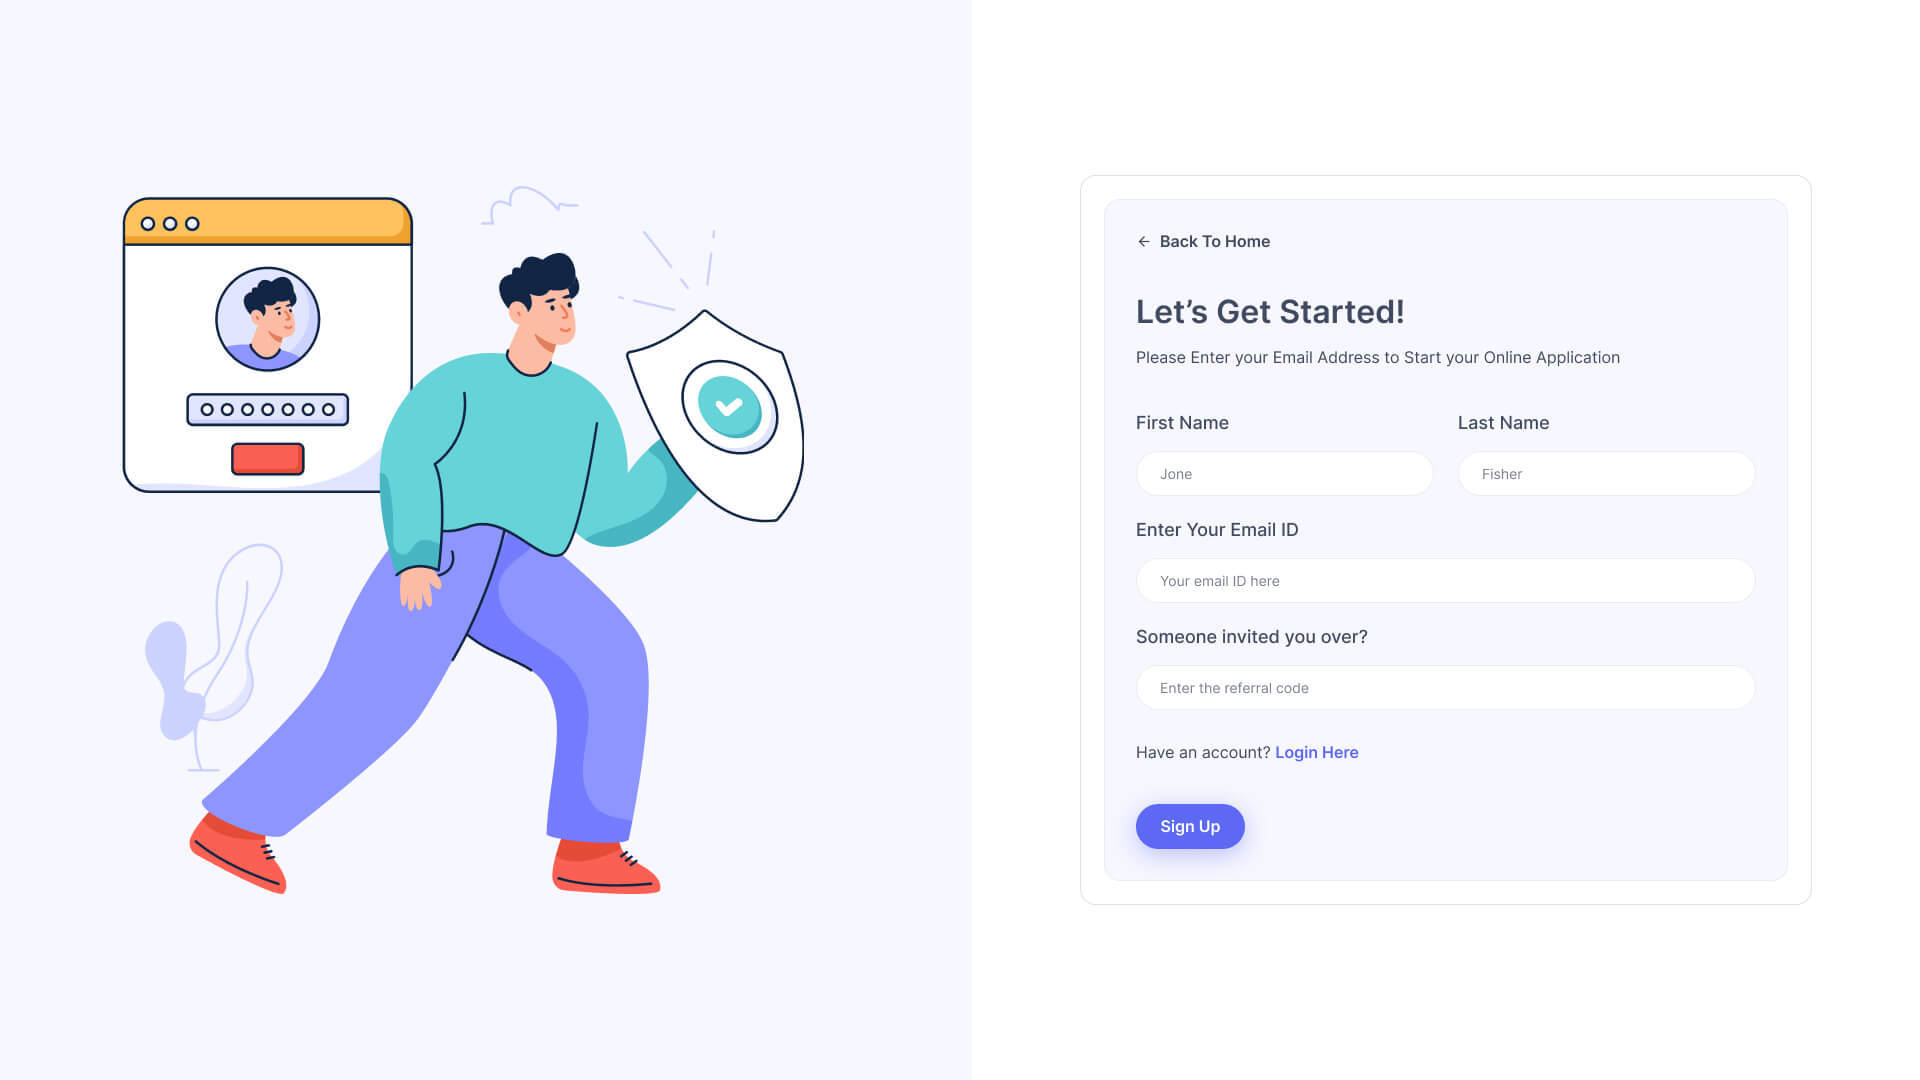 Back To Home
Let’s Get Started!
Please Enter your Email Address to Start your Online Application
First Name
Last Name
Jone
Fisher
Enter Your Email ID
Your email ID here
Someone invited you over?
Enter the referral code
Have an account? Login Here
Sign Up